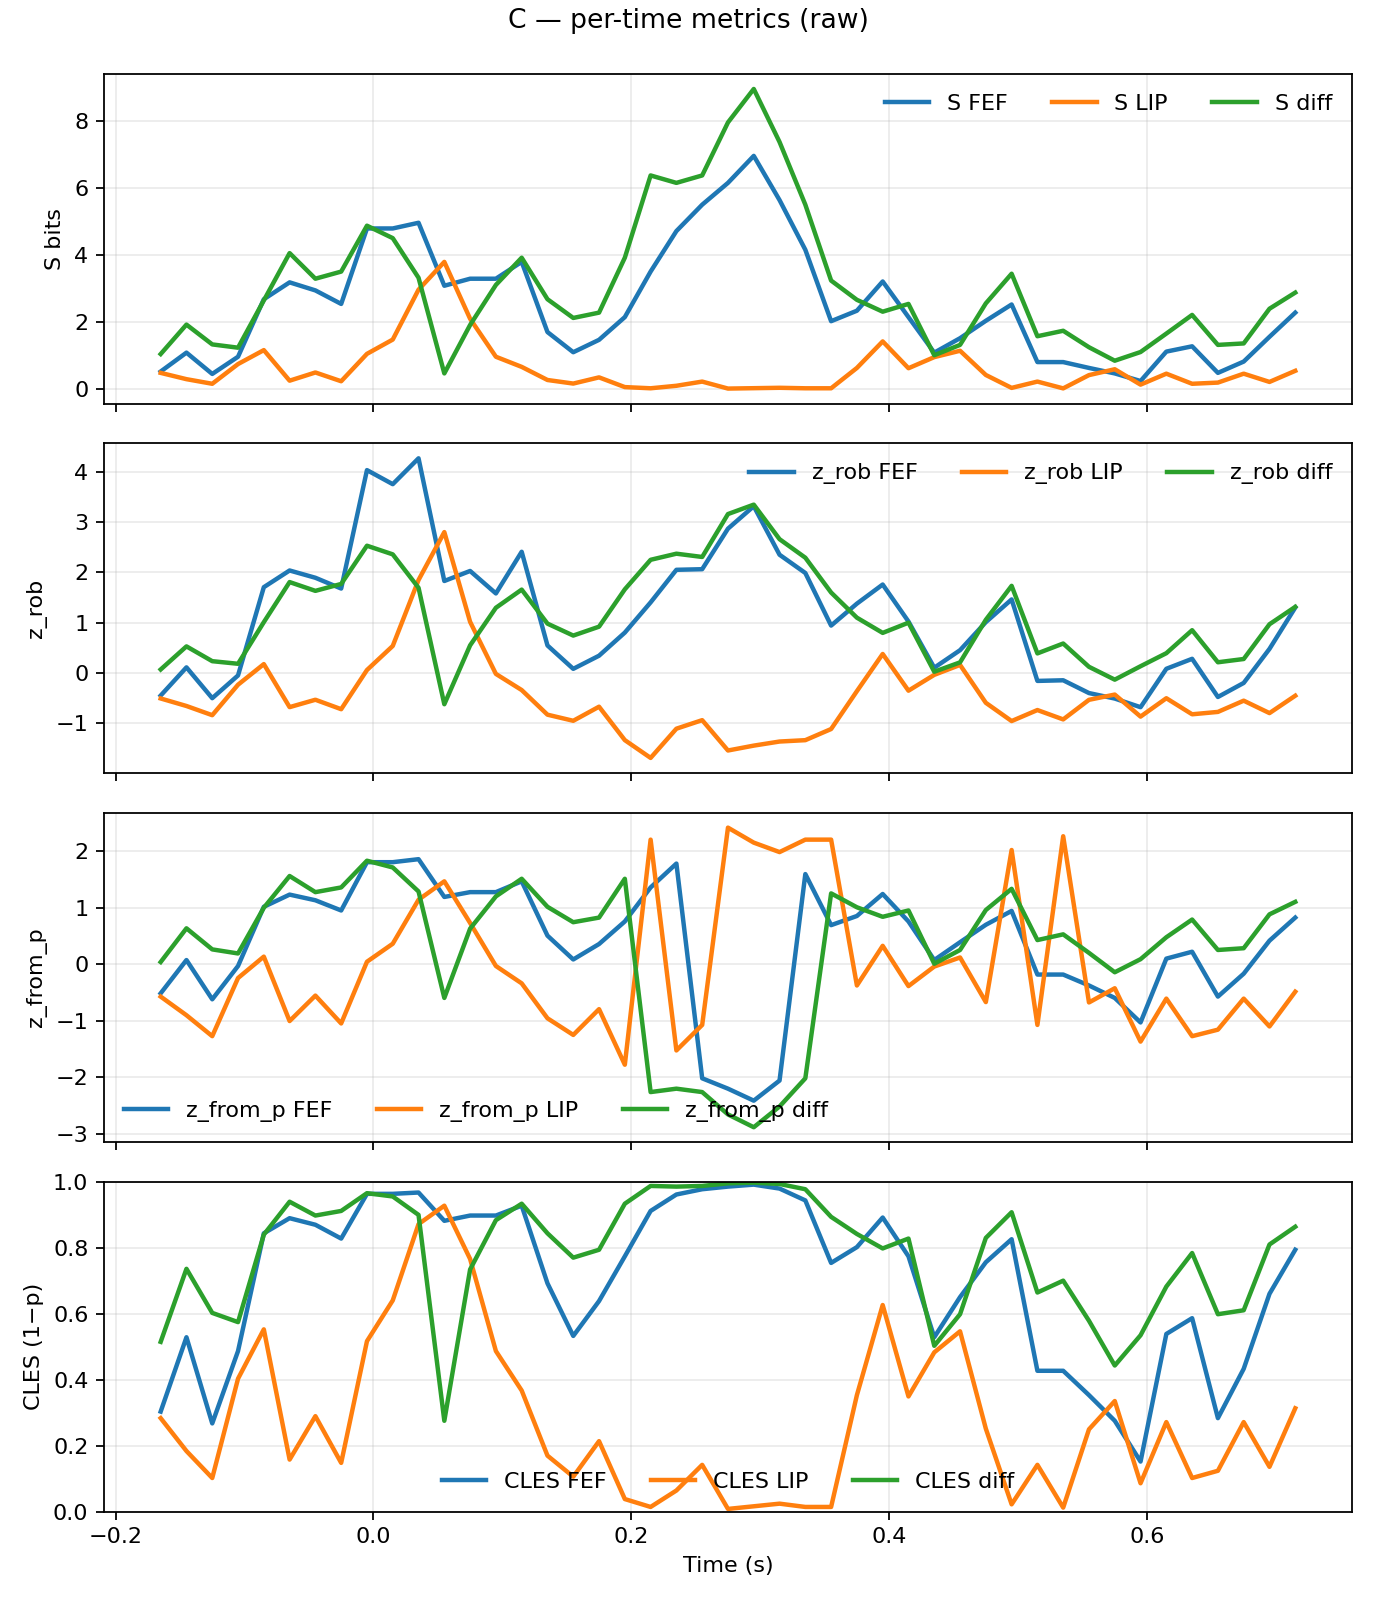 C — per-time metrics (raw)
S FEF S LIP S diff
8
6
4
2
0
S bits
z_rob FEF z_rob LIP z_rob diff
4
3
2
1
0
−1
z_rob
2
1
0
−1
−2
−3
z_from_p
z_from_p FEF z_from_p LIP z_from_p diff
1.0
0.8
0.6
0.4
0.2
0.0
CLES (1−p)
CLES FEF CLES LIP CLES diff
−0.2 0.0 0.2 0.4 0.6
Time (s)